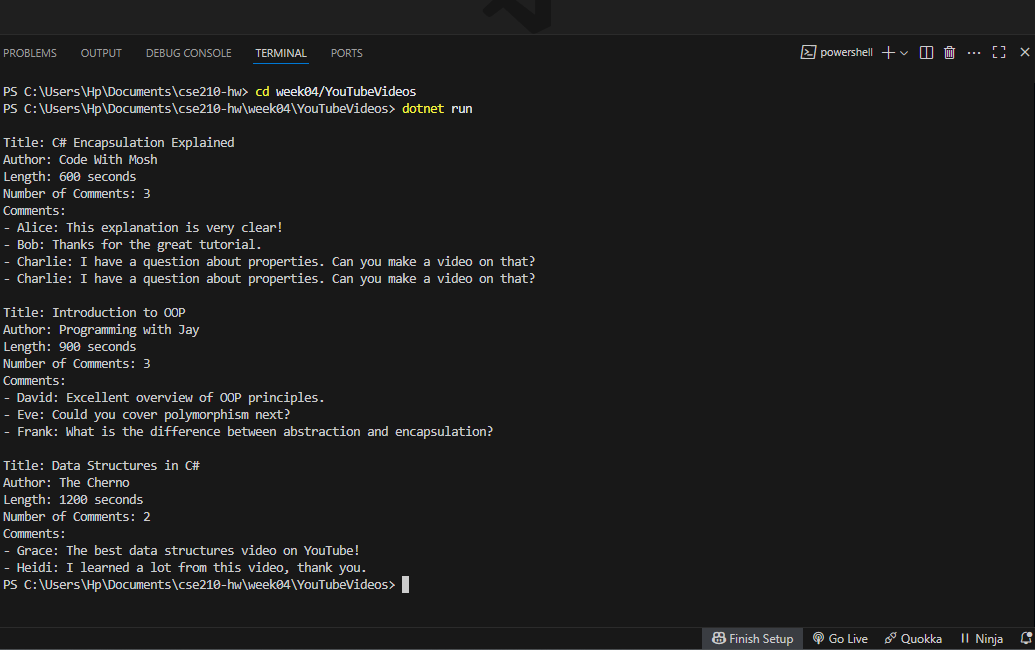 PROBLEMS OUTPUT DEBUG CONSOLE TERMINAL PORTS powershell
PS C:\Users\Hp\Documents\cse210-hw> cd week04/YouTubeVideos
PS C:\Users\Hp\Documents\cse210-hw\week04\YouTubeVideos> dotnet run
Title: C# Encapsulation Explained
Author: Code With Mosh
Length: 600 seconds
Number of Comments: 3
Comments:
- Alice: This explanation is very clear!
- Bob: Thanks for the great tutorial.
- Charlie: I have a question about properties. Can you make a video on that?
- Charlie: I have a question about properties. Can you make a video on that?
Title: Introduction to OOP
Author: Programming with Jay
Length: 900 seconds
Number of Comments: 3
Comments:
- David: Excellent overview of OOP principles.
- Eve: Could you cover polymorphism next?
- Frank: What is the difference between abstraction and encapsulation?
Title: Data Structures in C#
Author: The Cherno
Length: 1200 seconds
Number of Comments: 2
Comments:
- Grace: The best data structures video on YouTube!
- Heidi: I learned a lot from this video, thank you.
PS C:\Users\Hp\Documents\cse210-hw\week04\YouTubeVideos>
Finish Setup Go Live Quokka Ninja